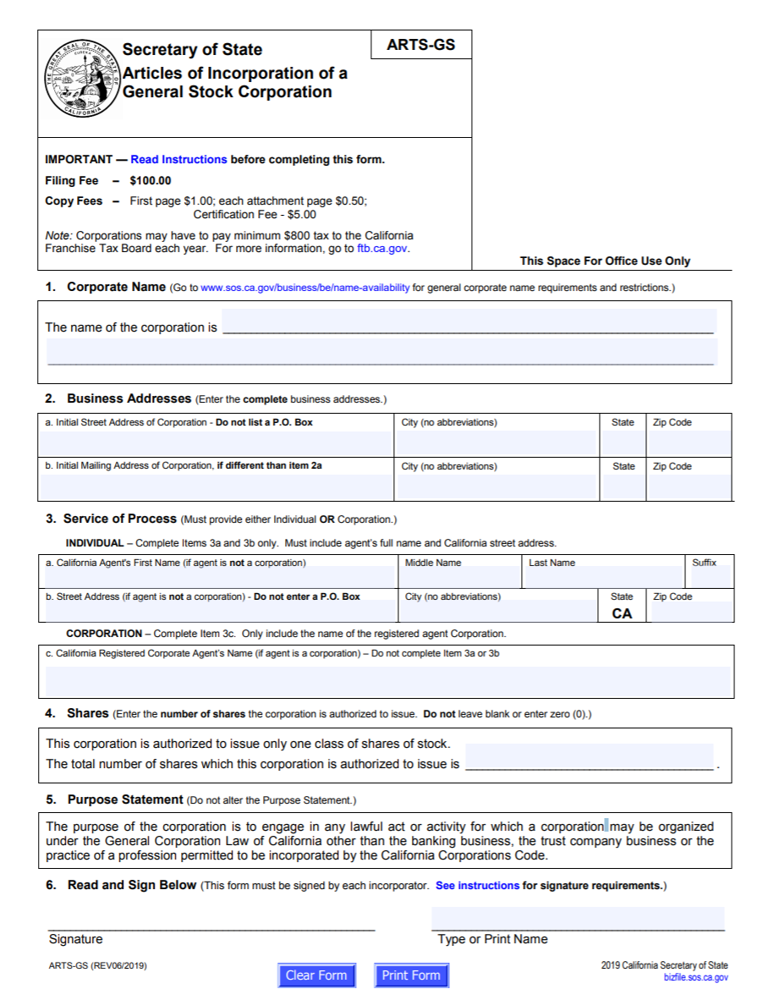 THE GREAT SEAL OF THE STATE OF CALIFORNIA
EUREKA
Secretary of State
Articles of Incorporation of a
General Stock Corporation
ARTS-GS
IMPORTANT — Read Instructions before completing this form.
Filing Fee – $100.00
Copy Fees – First page $1.00; each attachment page $0.50;
Certification Fee - $5.00
Note: Corporations may have to pay minimum $800 tax to the California
Franchise Tax Board each year. For more information, go to ftb.ca.gov.
This Space For Office Use Only
1. Corporate Name (Go to www.sos.ca.gov/business/be/name-availability for general corporate name requirements and restrictions.)
The name of the corporation is
2. Business Addresses (Enter the complete business addresses.)
a. Initial Street Address of Corporation - Do not list a P.O. Box City (no abbreviations) State Zip Code
b. Initial Mailing Address of Corporation, if different than item 2a City (no abbreviations) State Zip Code
3. Service of Process (Must provide either Individual OR Corporation.)
INDIVIDUAL – Complete Items 3a and 3b only. Must include agent's full name and California street address.
a. California Agent's First Name (if agent is not a corporation) Middle Name Last Name Suffix
b. Street Address (if agent is not a corporation) - Do not enter a P.O. Box City (no abbreviations) State Zip Code
CA
CORPORATION – Complete Item 3c. Only include the name of the registered agent Corporation.
c. California Registered Corporate Agent's Name (if agent is a corporation) – Do not complete Item 3a or 3b
4. Shares (Enter the number of shares the corporation is authorized to issue. Do not leave blank or enter zero (0).)
This corporation is authorized to issue only one class of shares of stock.
The total number of shares which this corporation is authorized to issue is .
5. Purpose Statement (Do not alter the Purpose Statement.)
The purpose of the corporation is to engage in any lawful act or activity for which a corporation may be organized
under the General Corporation Law of California other than the banking business, the trust company business or the
practice of a profession permitted to be incorporated by the California Corporations Code.
6. Read and Sign Below (This form must be signed by each incorporator. See instructions for signature requirements.)
Signature Type or Print Name
ARTS-GS (REV06/2019) Clear Form Print Form 2019 California Secretary of State
bizfile.sos.ca.gov